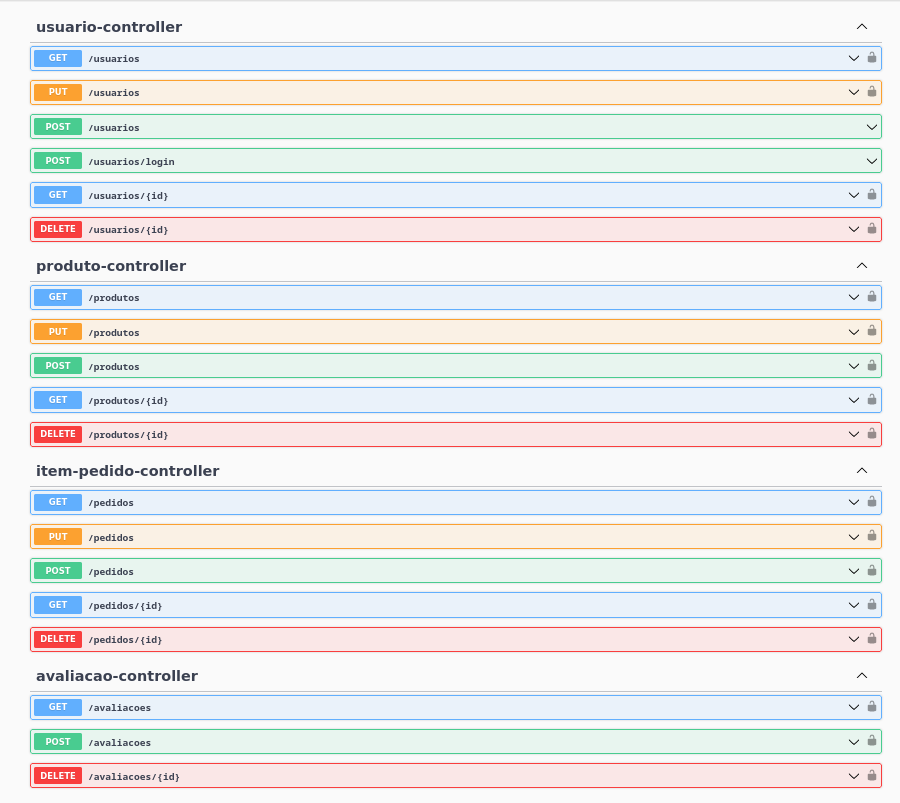 usuario-controller
GET /usuarios
PUT /usuarios
POST /usuarios
POST /usuarios/login
GET /usuarios/{id}
DELETE /usuarios/{id}
produto-controller
GET /produtos
PUT /produtos
POST /produtos
GET /produtos/{id}
DELETE /produtos/{id}
item-pedido-controller
GET /pedidos
PUT /pedidos
POST /pedidos
GET /pedidos/{id}
DELETE /pedidos/{id}
avaliacao-controller
GET /avaliacoes
POST /avaliacoes
DELETE /avaliacoes/{id}